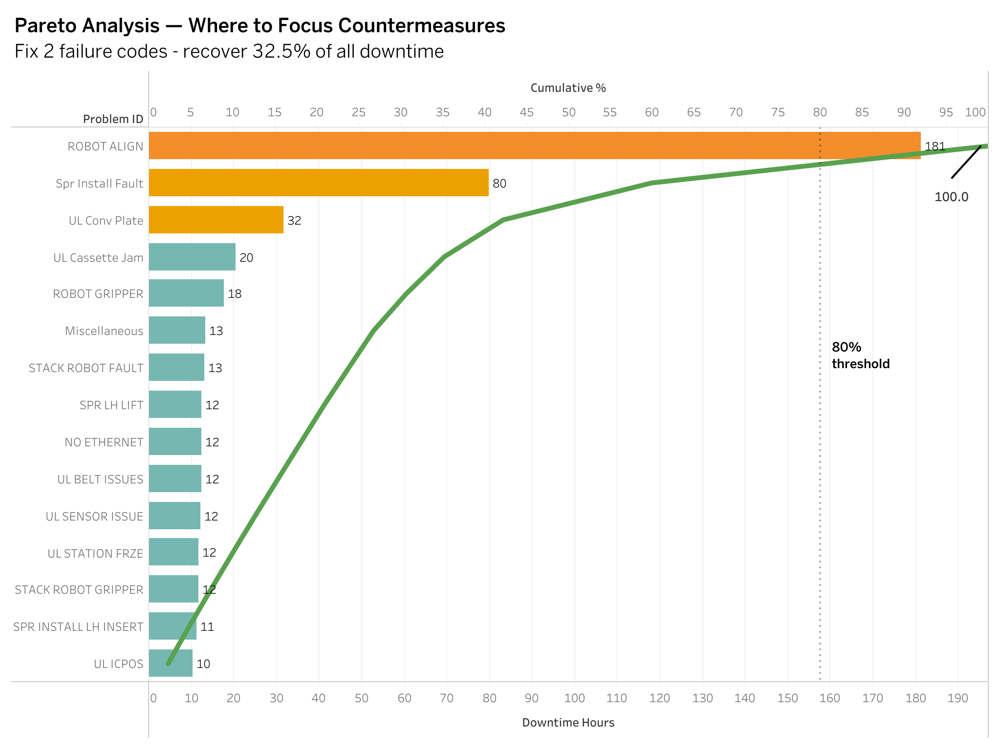 Pareto Analysis — Where to Focus Countermeasures
Fix 2 failure codes - recover 32.5% of all downtime
Cumulative %
0 5 10 15 20 25 30 35 40 45 50 55 60 65 70 75 80 85 90 95 100
Problem ID
ROBOT ALIGN 181
Spr Install Fault 80
100.0
UL Conv Plate 32
UL Cassette Jam 20
ROBOT GRIPPER 18
Miscellaneous 13
80%
threshold
STACK ROBOT FAULT 13
SPR LH LIFT 12
NO ETHERNET 12
UL BELT ISSUES 12
UL SENSOR ISSUE 12
UL STATION FRZE 12
STACK ROBOT GRIPPER 12
SPR INSTALL LH INSERT 11
UL ICPOS 10
0 10 20 30 40 50 60 70 80 90 100 110 120 130 140 150 160 170 180 190
Downtime Hours